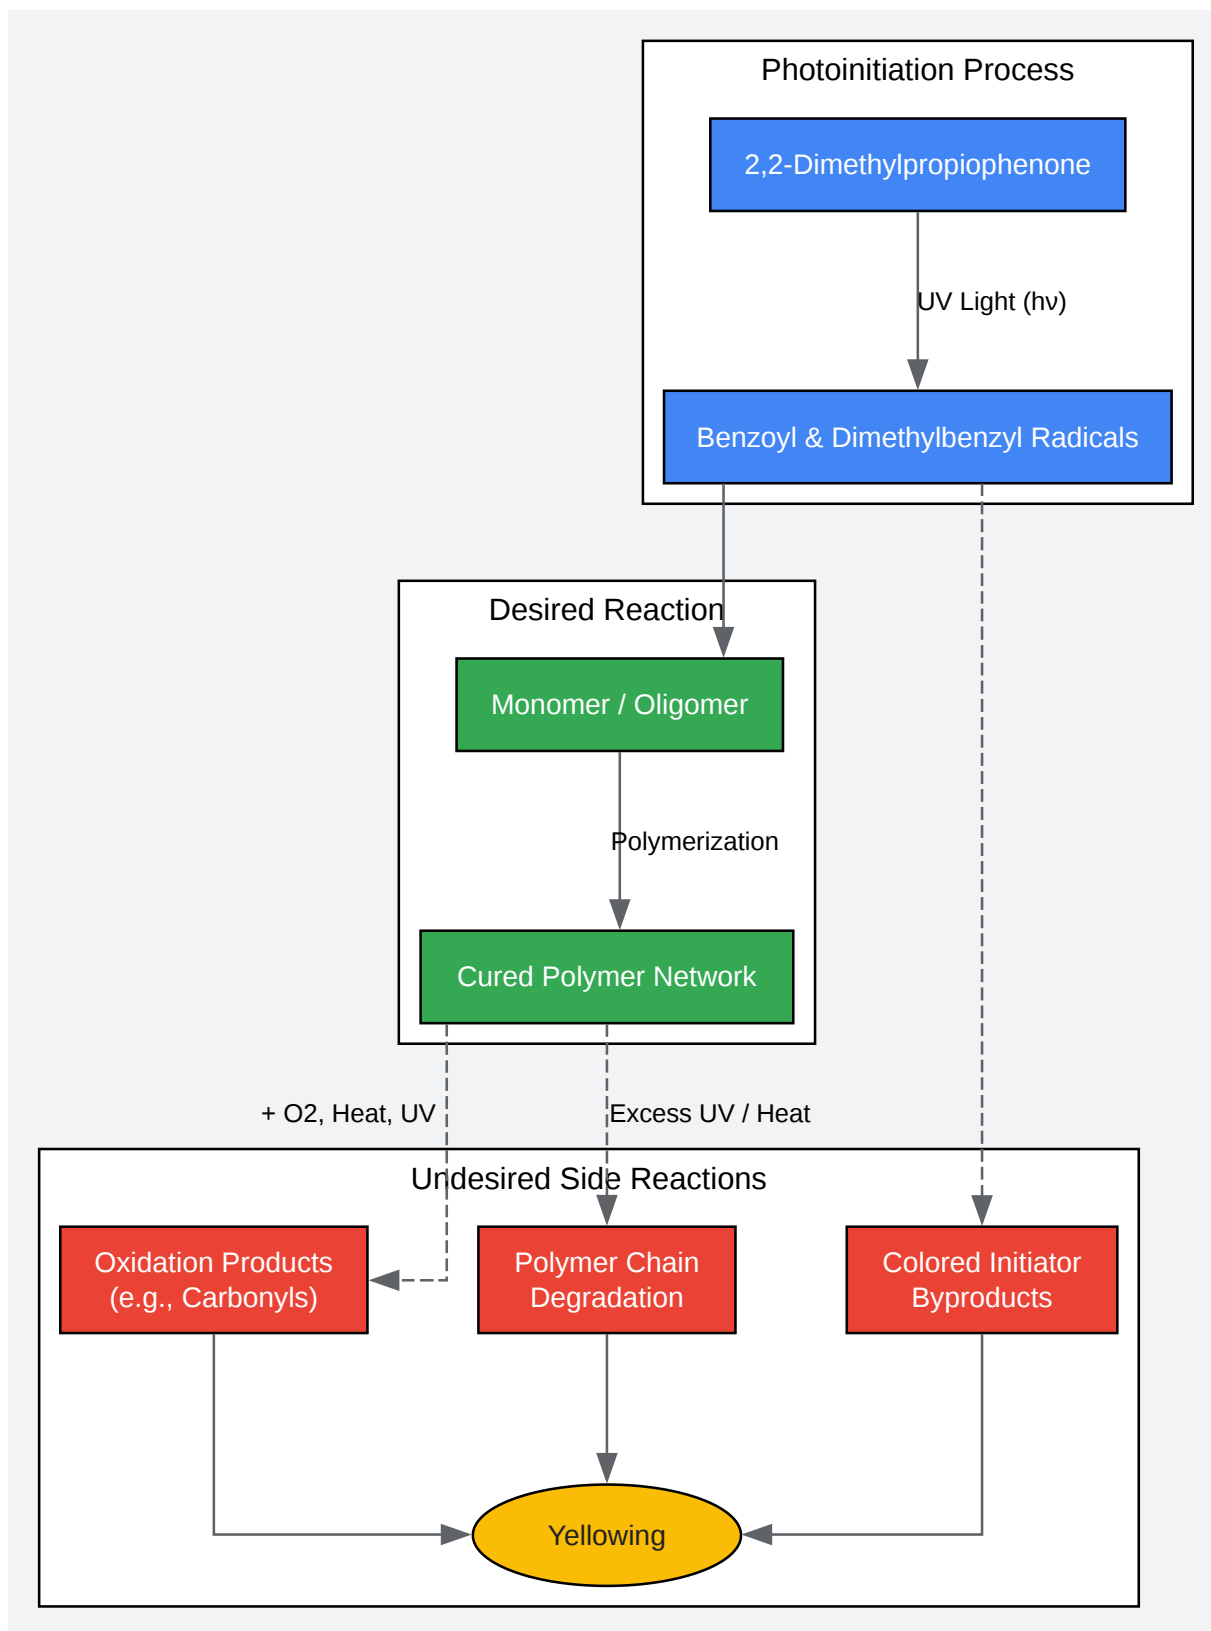 Photoinitiation Process
2,2-Dimethylpropiophenone
UV Light (hν)
Benzoyl & Dimethylbenzyl Radicals
Desired Reaction
Monomer / Oligomer
Polymerization
Cured Polymer Network
+ O2, Heat, UV
Excess UV / Heat
Undesired Side Reactions
Oxidation Products
(e.g., Carbonyls)
Polymer Chain
Degradation
Colored Initiator
Byproducts
Yellowing